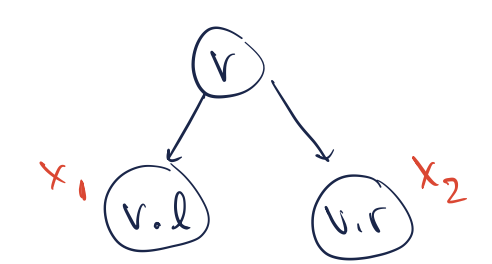 v
x₁ x₂
v.l v.r